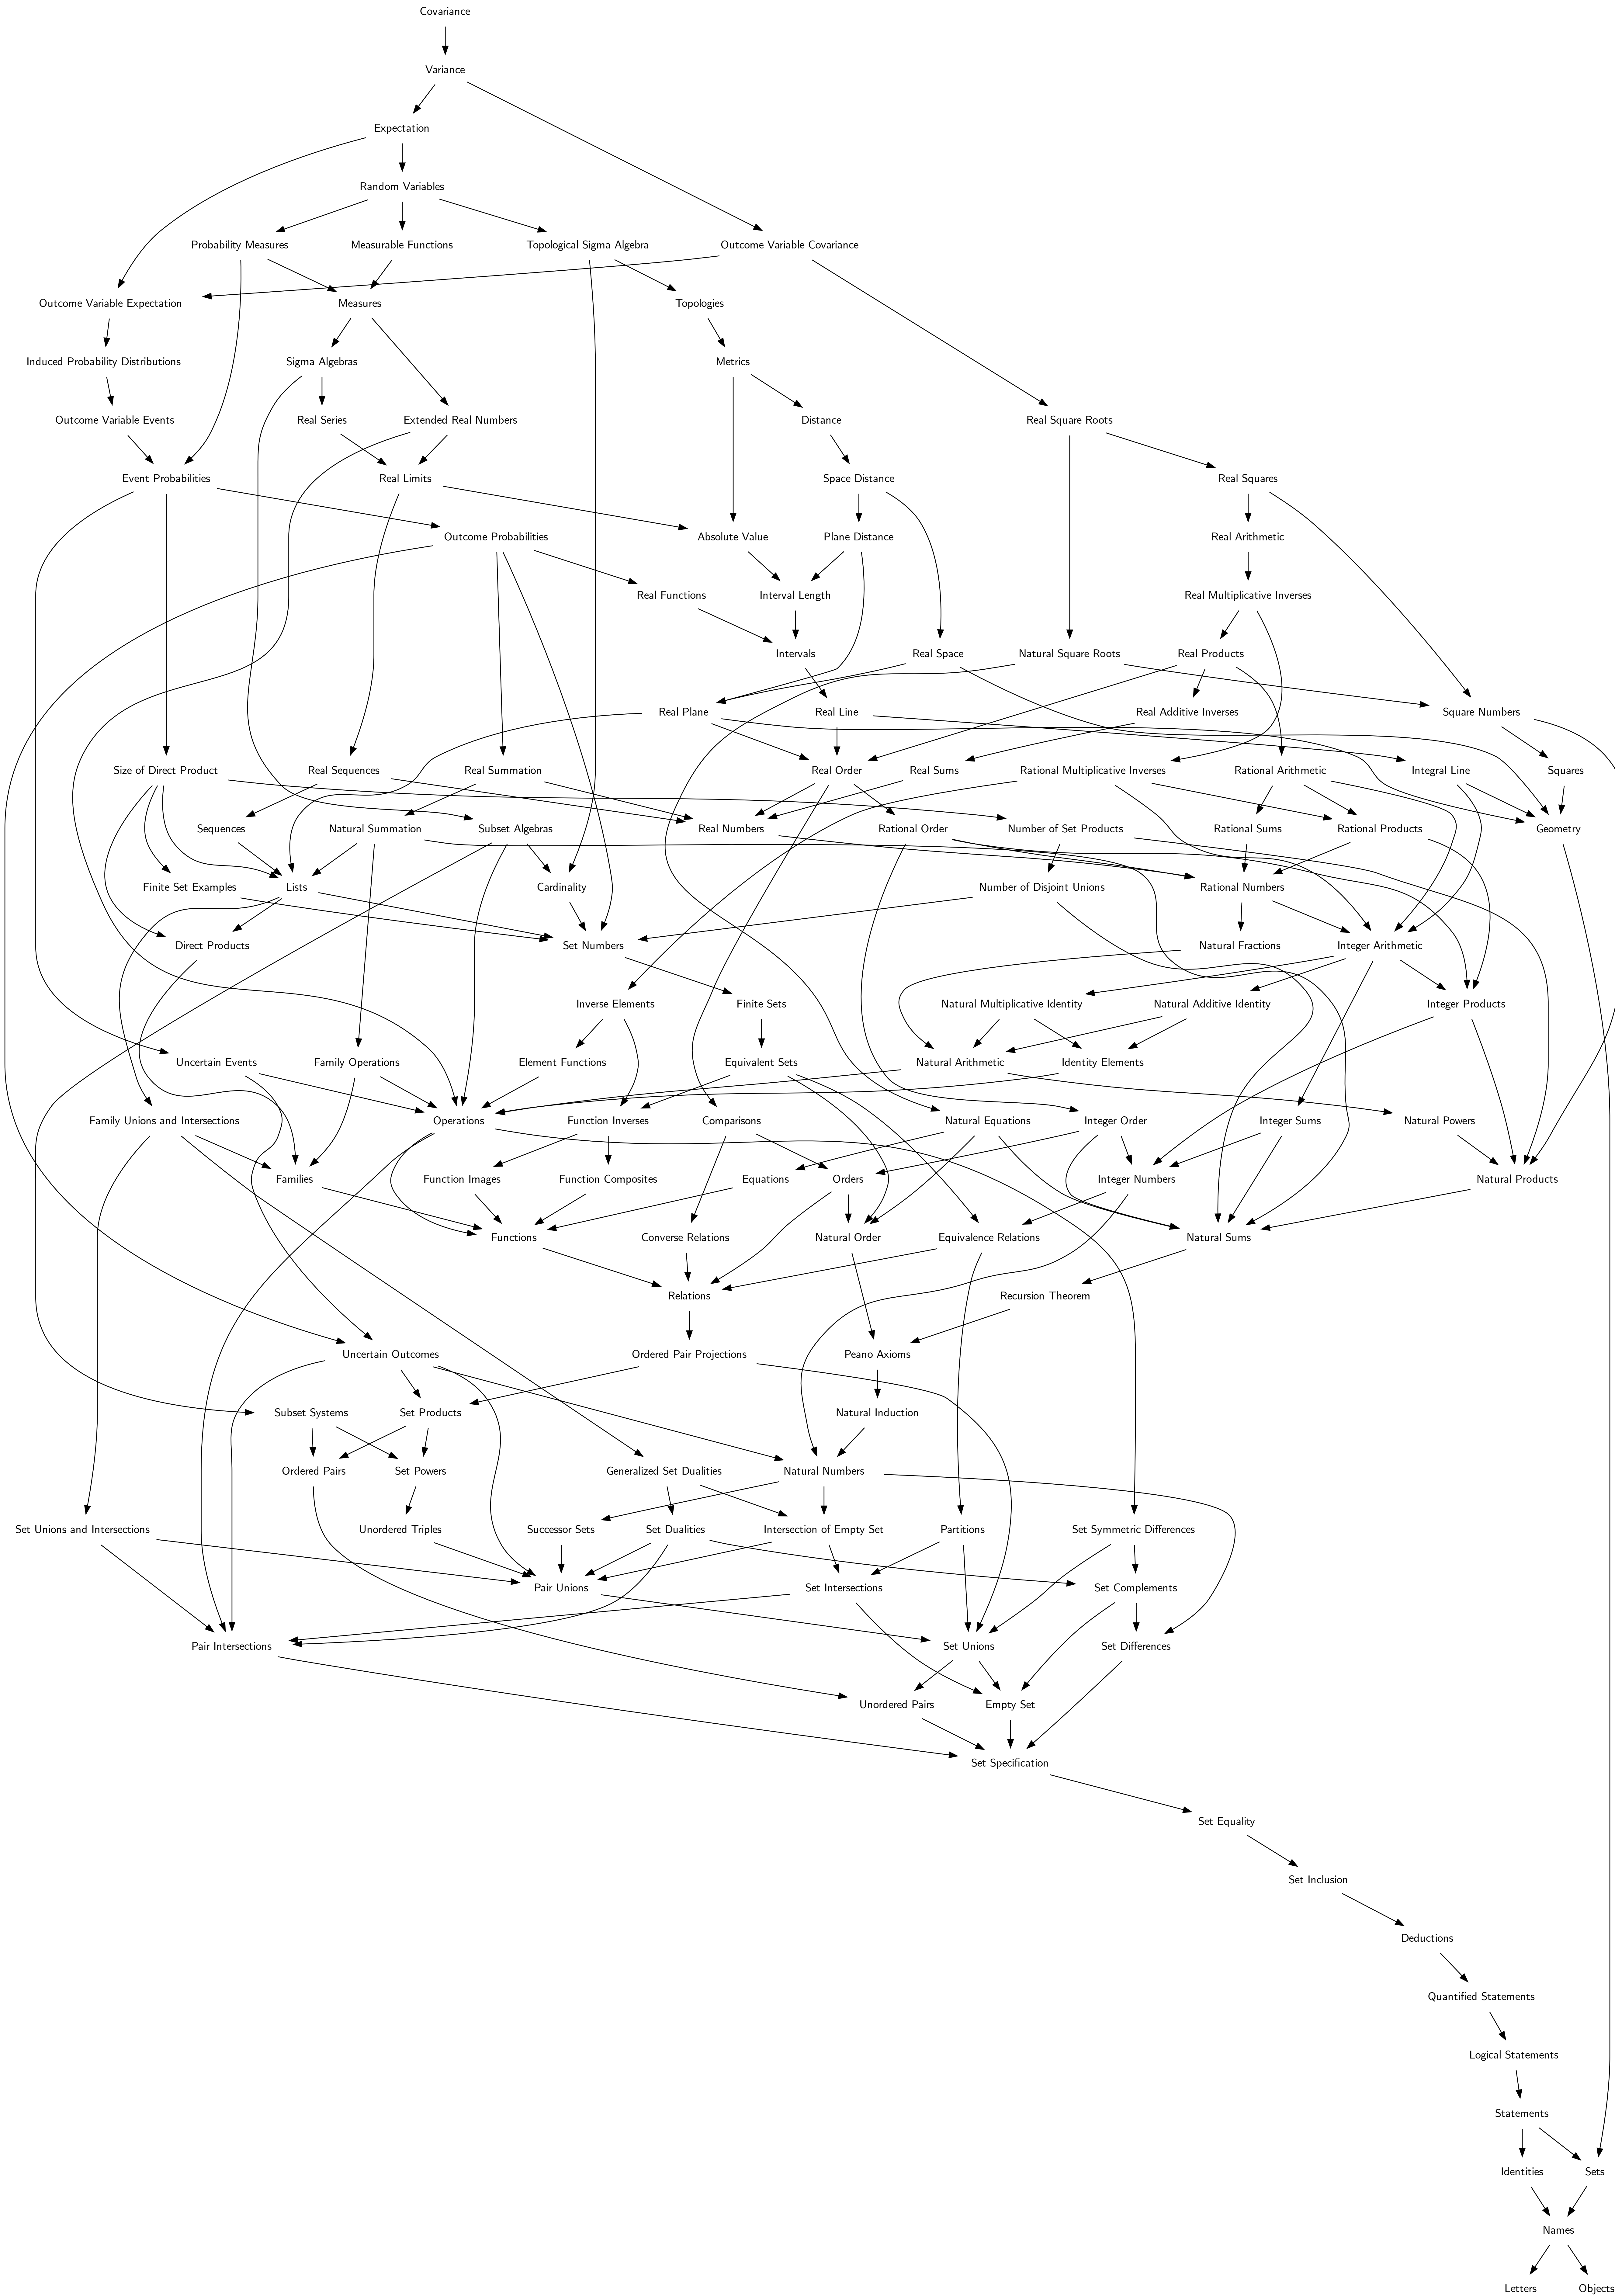 Covariance
Variance
Expectation
Random Variables
Probability Measures
Measurable Functions
Topological Sigma Algebra
Outcome Variable Covariance
Outcome Variable Expectation
Measures
Topologies
Induced Probability Distributions
Sigma Algebras
Metrics
Outcome Variable Events
Real Series
Extended Real Numbers
Distance
Real Square Roots
Event Probabilities
Real Limits
Space Distance
Real Squares
Outcome Probabilities
Absolute Value
Plane Distance
Real Arithmetic
Real Functions
Interval Length
Real Multiplicative Inverses
Intervals
Real Space
Natural Square Roots
Real Products
Real Plane
Real Line
Real Additive Inverses
Square Numbers
Size of Direct Product
Real Sequences
Real Summation
Real Order
Real Sums
Rational Multiplicative Inverses
Rational Arithmetic
Integral Line
Squares
Sequences
Natural Summation
Subset Algebras
Real Numbers
Rational Order
Number of Set Products
Rational Sums
Rational Products
Geometry
Finite Set Examples
Lists
Cardinality
Number of Disjoint Unions
Rational Numbers
Direct Products
Set Numbers
Natural Fractions
Integer Arithmetic
Inverse Elements
Finite Sets
Natural Multiplicative Identity
Natural Additive Identity
Integer Products
Uncertain Events
Family Operations
Element Functions
Equivalent Sets
Natural Arithmetic
Identity Elements
Family Unions and Intersections
Operations
Function Inverses
Comparisons
Natural Equations
Integer Order
Integer Sums
Natural Powers
Families
Function Images
Function Composites
Equations
Orders
Integer Numbers
Natural Products
Functions
Converse Relations
Natural Order
Equivalence Relations
Natural Sums
Relations
Recursion Theorem
Uncertain Outcomes
Ordered Pair Projections
Peano Axioms
Subset Systems
Set Products
Natural Induction
Ordered Pairs
Set Powers
Generalized Set Dualities
Natural Numbers
Set Unions and Intersections
Unordered Triples
Successor Sets
Set Dualities
Intersection of Empty Set
Partitions
Set Symmetric Differences
Pair Unions
Set Intersections
Set Complements
Pair Intersections
Set Unions
Set Differences
Unordered Pairs
Empty Set
Set Specification
Set Equality
Set Inclusion
Deductions
Quantified Statements
Logical Statements
Statements
Identities
Sets
Names
Letters
Objects